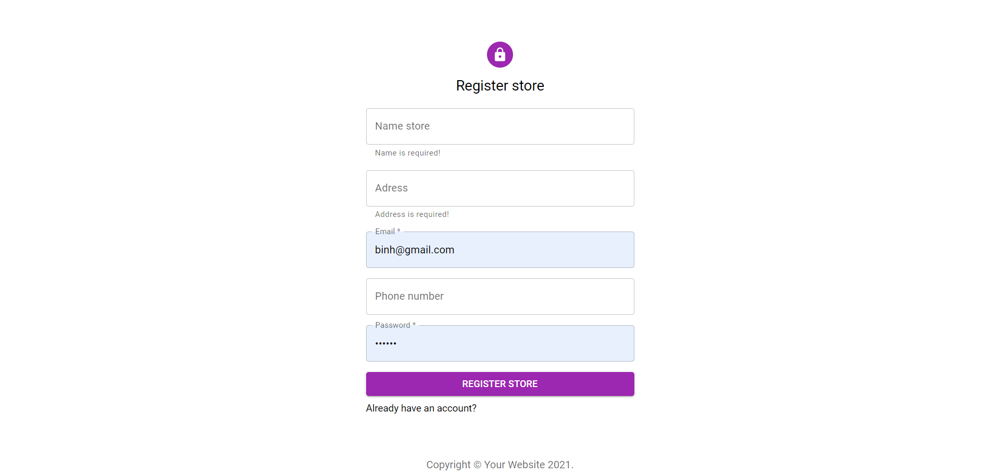 Register store
Name store
Name is required!
Adress
Address is required!
Email *
binh@gmail.com
Phone number
Password *
••••••
REGISTER STORE
Already have an account?
Copyright © Your Website 2021.